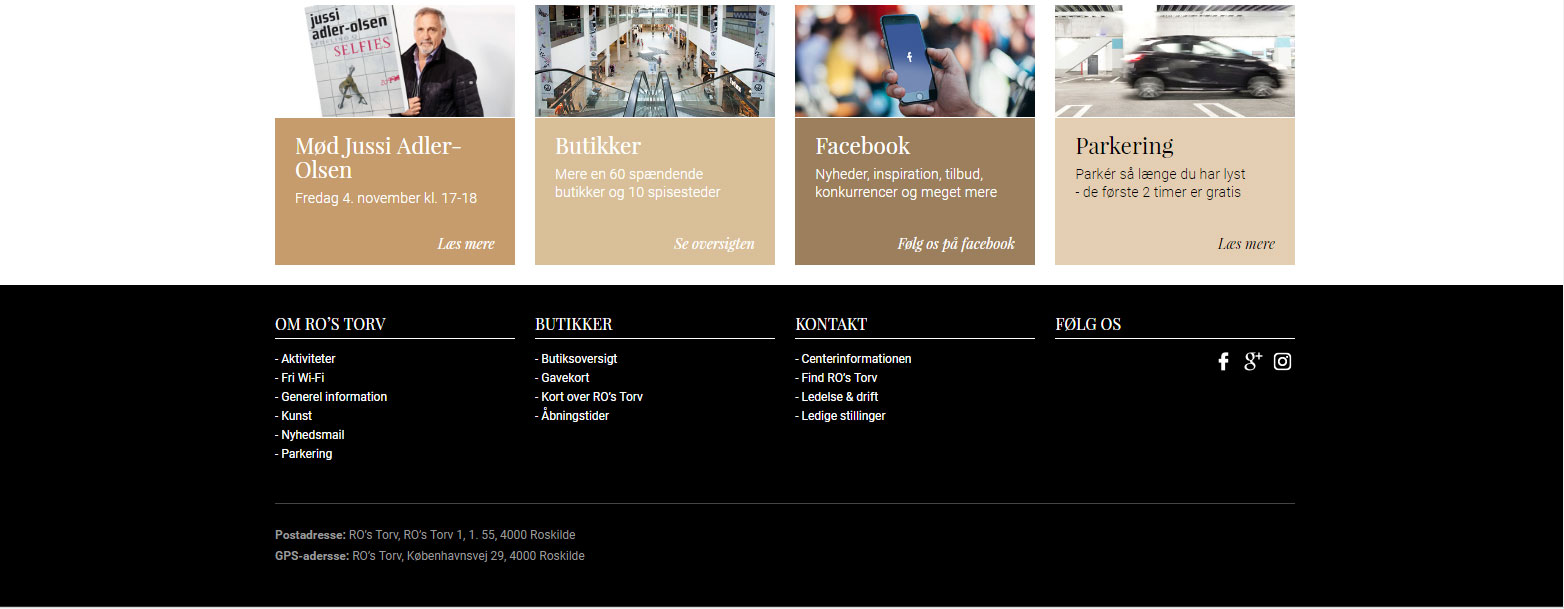 jussi
adler-olsen
SELFIES
Mød Jussi Adler-
Olsen
Fredag 4. november kl. 17-18
Læs mere
Butikker
Mere en 60 spændende
butikker og 10 spisesteder
Se oversigten
Facebook
Nyheder, inspiration, tilbud,
konkurrencer og meget mere
Følg os på facebook
Parkering
Parkér så længe du har lyst
- de første 2 timer er gratis
Læs mere
OM RO’S TORV
- Aktiviteter
- Fri Wi-Fi
- Generel information
- Kunst
- Nyhedsmail
- Parkering
BUTIKKER
- Butiksoversigt
- Gavekort
- Kort over RO’s Torv
- Åbningstider
KONTAKT
- Centerinformationen
- Find RO’s Torv
- Ledelse & drift
- Ledige stillinger
FØLG OS
Postadresse: RO’s Torv, RO’s Torv 1, 1. 55, 4000 Roskilde
GPS-adersse: RO’s Torv, Københavnsvej 29, 4000 Roskilde